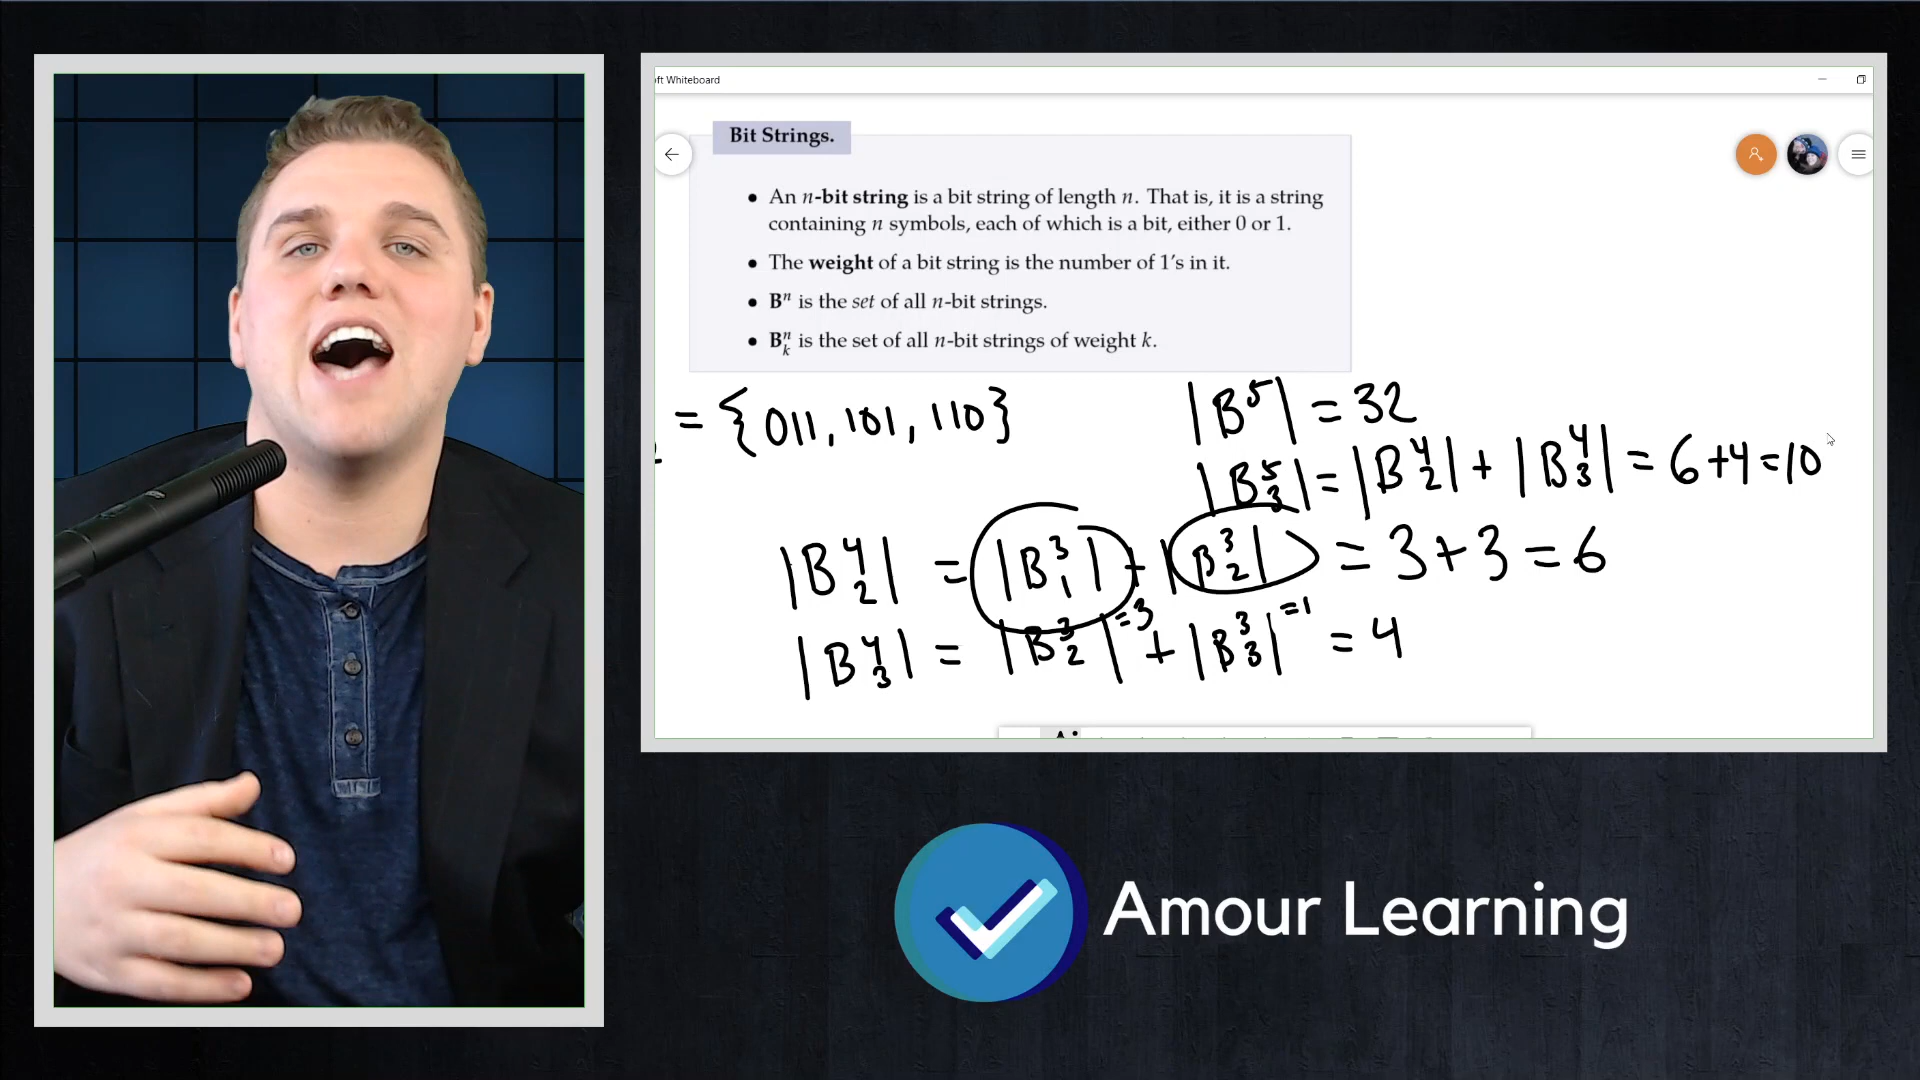 oft Whiteboard
Bit Strings.
• An n-bit string is a bit string of length n. That is, it is a string
containing n symbols, each of which is a bit, either 0 or 1.
• The weight of a bit string is the number of 1's in it.
• Bⁿ is the set of all n-bit strings.
• Bⁿₖ is the set of all n-bit strings of weight k.
= {011, 101, 110}
|B⁵| = 32
|B⁵₃| = |B⁴₂| + |B⁴₃| = 6+4=10
|B⁴₂| = |B³₁| + |B³₂| = 3+3=6
|B⁴₃| = |B³₂|=3 + |B³₃|=1 = 4
Amour Learning